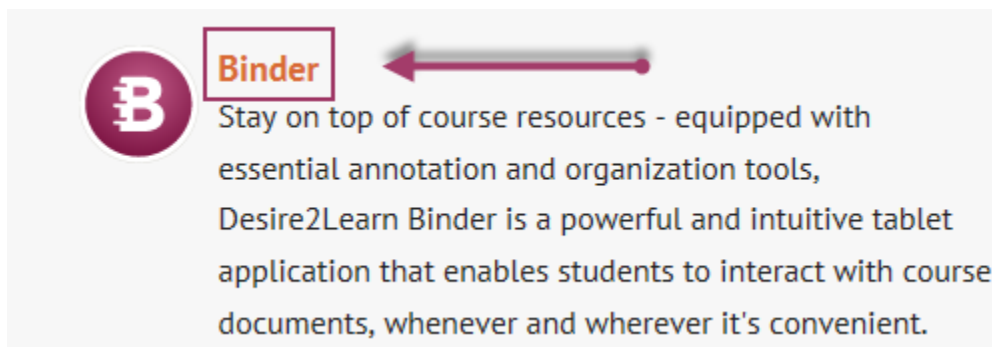 Binder
B
Stay on top of course resources - equipped with
essential annotation and organization tools,
Desire2Learn Binder is a powerful and intuitive tablet
application that enables students to interact with course
documents, whenever and wherever it's convenient.